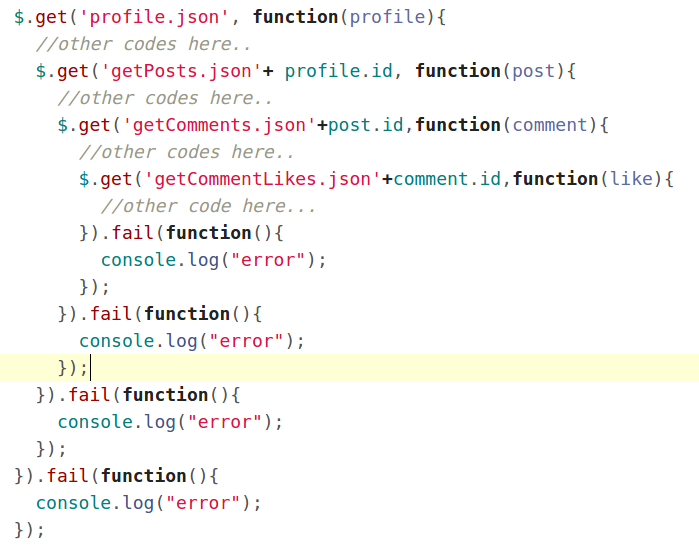 $.get('profile.json', function(profile){
  //other codes here..
  $.get('getPosts.json'+ profile.id, function(post){
    //other codes here..
    $.get('getComments.json'+post.id,function(comment){
      //other codes here..
      $.get('getCommentLikes.json'+comment.id,function(like){
        //other code here...
      }).fail(function(){
        console.log("error");
      });
    }).fail(function(){
      console.log("error");
    });
  }).fail(function(){
    console.log("error");
  });
}).fail(function(){
  console.log("error");
});